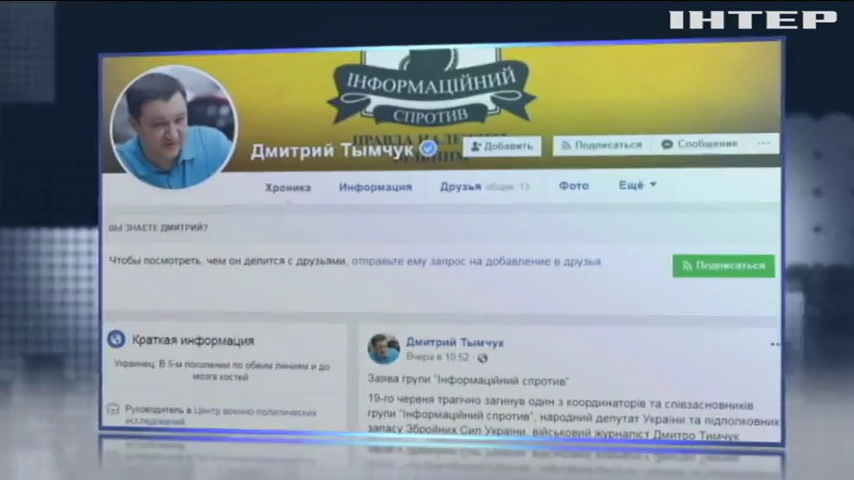 ІНТЕР
ІНФОРМАЦІЙНИЙ
СПРОТИВ
Дмитрий Тымчук
Добавить
Подписаться
Сообщение
Хроника
Информация
Друзья общие: 13
Фото
Ещё
ВЫ ЗНАЕТЕ ДМИТРИЙ?
Чтобы посмотреть, чем он делится с друзьями, отправьте ему запрос на добавление в друзья
Подписаться
Краткая информация
Украинец. В 5-м поколении по обеим линиям и до
мозга костей
Руководитель в Центр военно-политических
исследований
Дмитрий Тымчук
Вчера в 10:52
Заява групи "Інформаційний спротив"
19-го червня трагічно загинув один з координаторів та співзасновників
групи "Інформаційний спротив", народний депутат України та підполковник
запасу Збройних Сил України, військовий журналіст Дмитро Тимчук